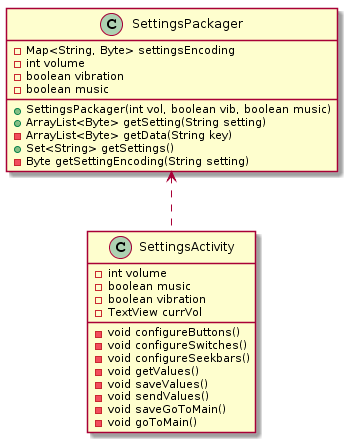 C SettingsPackager
Map<String, Byte> settingsEncoding
int volume
boolean vibration
boolean music
SettingsPackager(int vol, boolean vib, boolean music)
ArrayList<Byte> getSetting(String setting)
ArrayList<Byte> getData(String key)
Set<String> getSettings()
Byte getSettingEncoding(String setting)
C SettingsActivity
int volume
boolean music
boolean vibration
TextView currVol
void configureButtons()
void configureSwitches()
void configureSeekbars()
void getValues()
void saveValues()
void sendValues()
void saveGoToMain()
void goToMain()